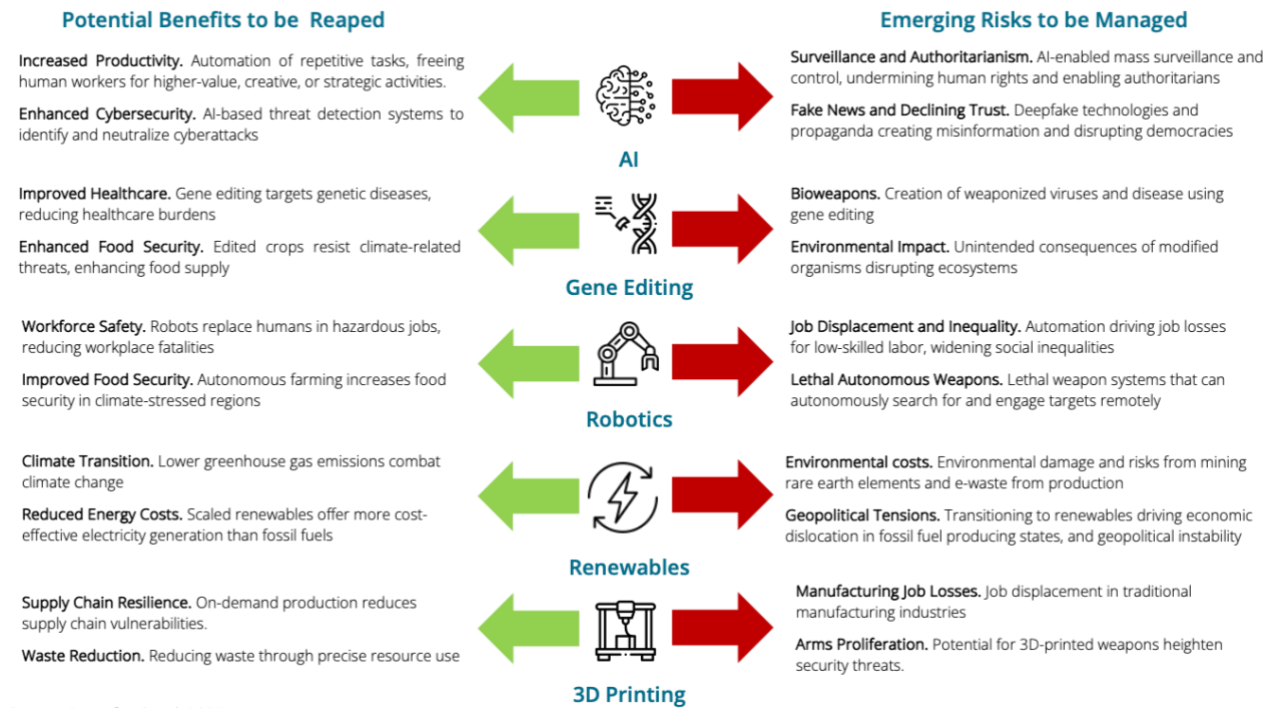 Potential Benefits to be Reaped
Emerging Risks to be Managed
Increased Productivity. Automation of repetitive tasks, freeing
human workers for higher-value, creative, or strategic activities.
Enhanced Cybersecurity. AI-based threat detection systems to
identify and neutralize cyberattacks
AI
Surveillance and Authoritarianism. AI-enabled mass surveillance and
control, undermining human rights and enabling authoritarians
Fake News and Declining Trust. Deepfake technologies and
propaganda creating misinformation and disrupting democracies
Improved Healthcare. Gene editing targets genetic diseases,
reducing healthcare burdens
Enhanced Food Security. Edited crops resist climate-related
threats, enhancing food supply
Gene Editing
Bioweapons. Creation of weaponized viruses and disease using
gene editing
Environmental Impact. Unintended consequences of modified
organisms disrupting ecosystems
Workforce Safety. Robots replace humans in hazardous jobs,
reducing workplace fatalities
Improved Food Security. Autonomous farming increases food
security in climate-stressed regions
Robotics
Job Displacement and Inequality. Automation driving job losses
for low-skilled labor, widening social inequalities
Lethal Autonomous Weapons. Lethal weapon systems that can
autonomously search for and engage targets remotely
Climate Transition. Lower greenhouse gas emissions combat
climate change
Reduced Energy Costs. Scaled renewables offer more cost-
effective electricity generation than fossil fuels
Renewables
Environmental costs. Environmental damage and risks from mining
rare earth elements and e-waste from production
Geopolitical Tensions. Transitioning to renewables driving economic
dislocation in fossil fuel producing states, and geopolitical instability
Supply Chain Resilience. On-demand production reduces
supply chain vulnerabilities.
Waste Reduction. Reducing waste through precise resource use
3D Printing
Manufacturing Job Losses. Job displacement in traditional
manufacturing industries
Arms Proliferation. Potential for 3D-printed weapons heighten
security threats.